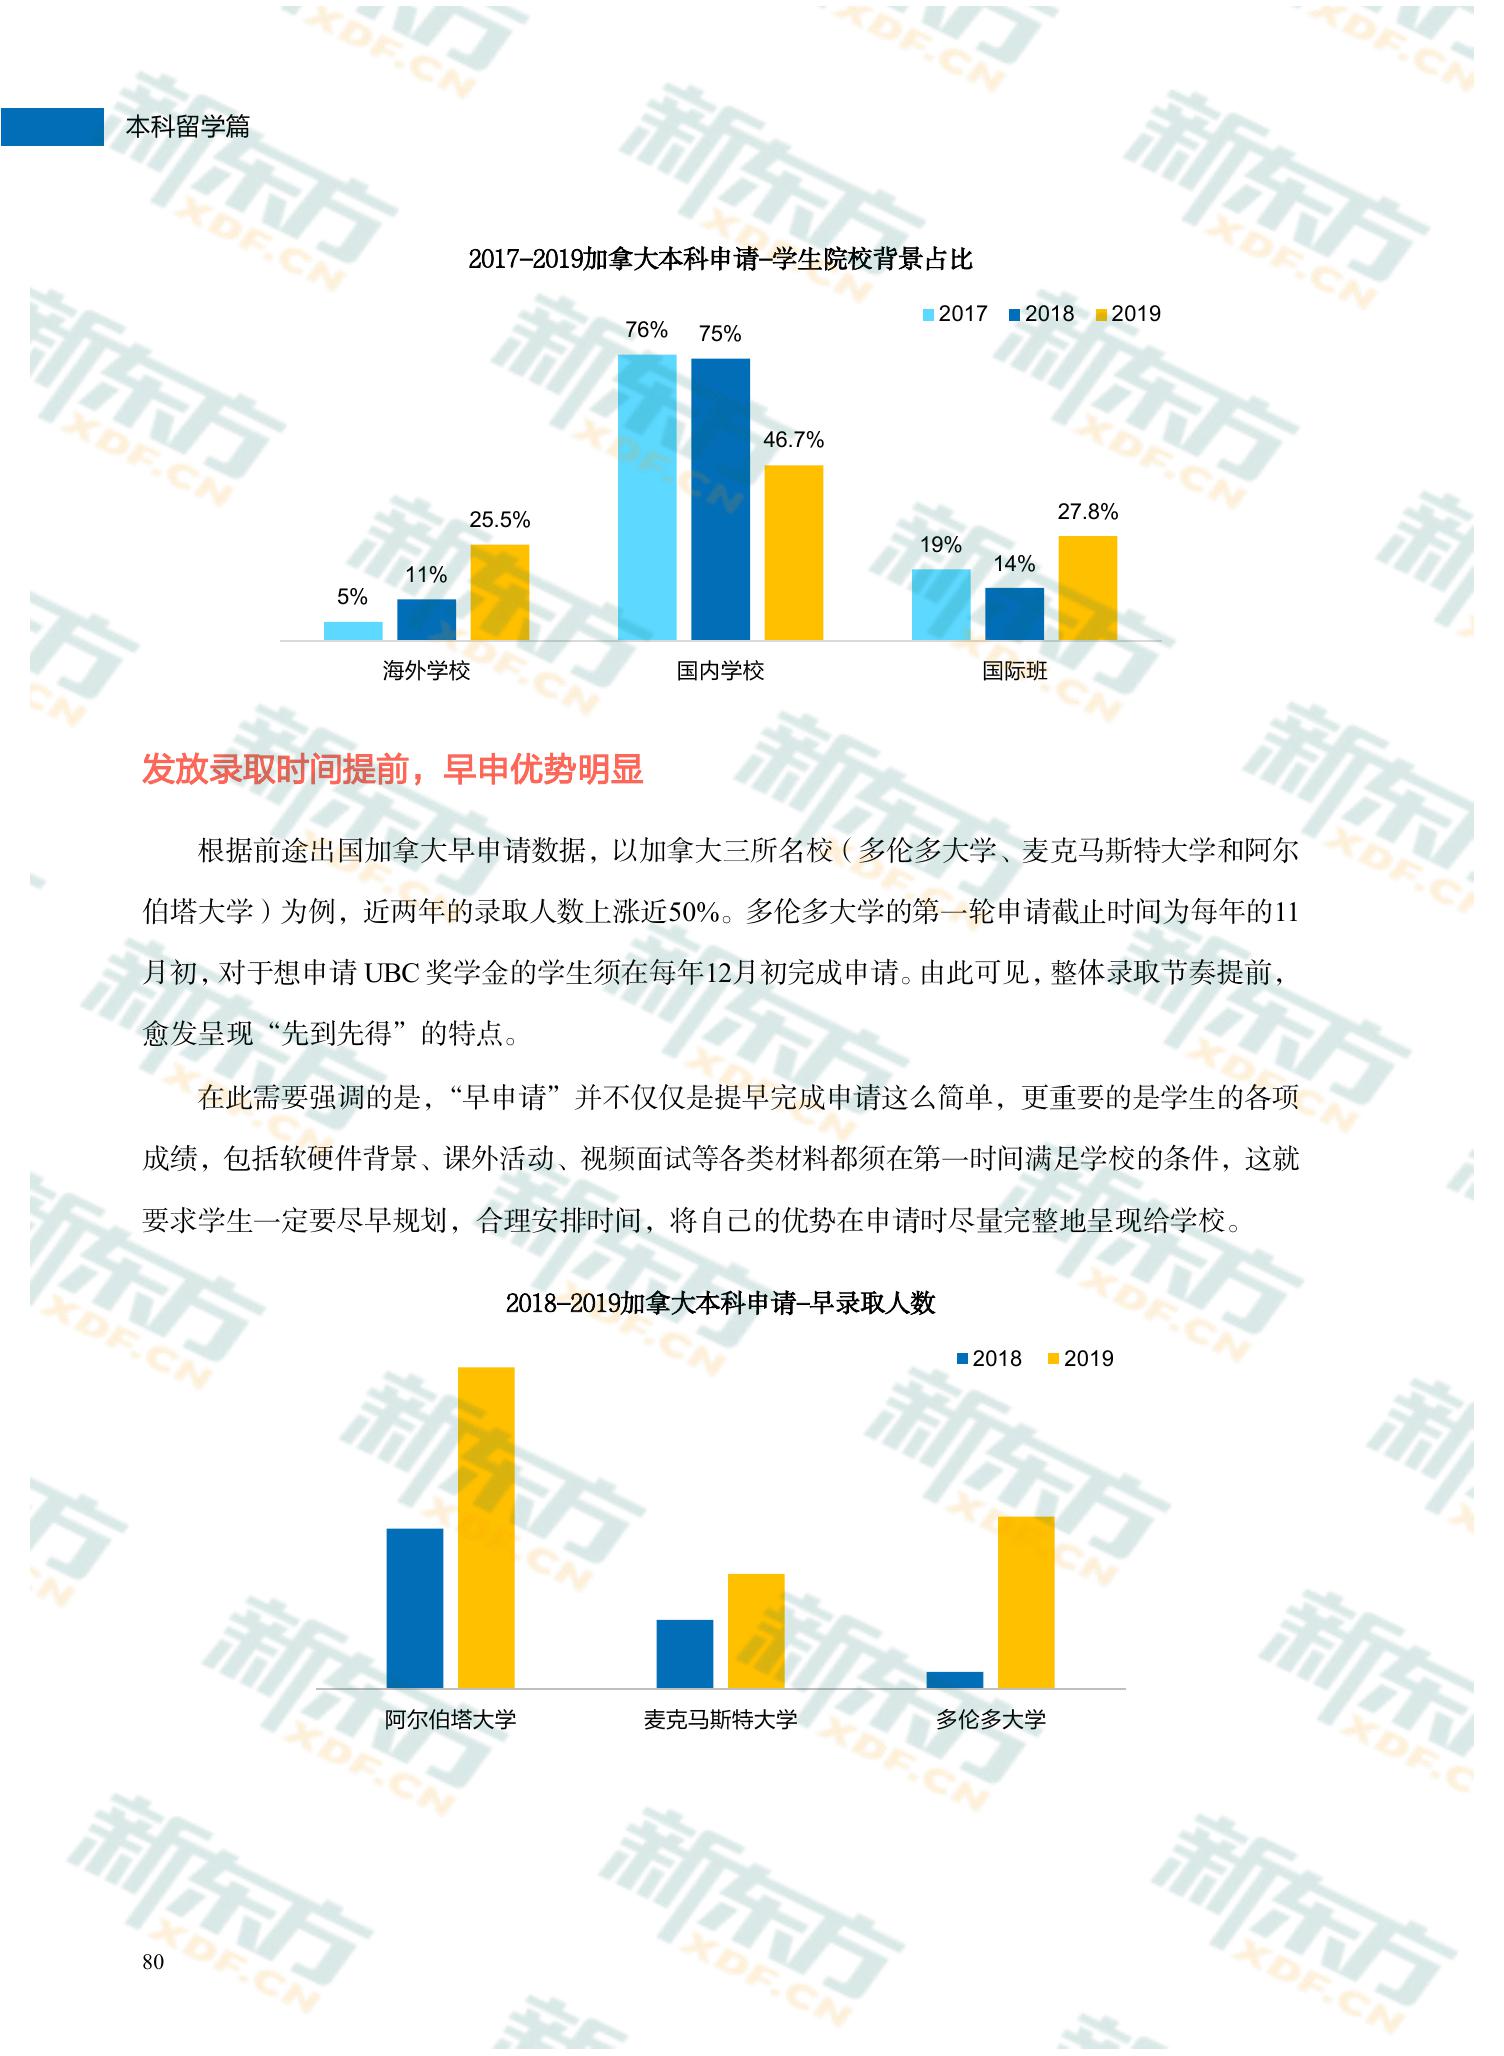 本科留学篇
2017–2019加拿大本科申请–学生院校背景占比
2017 2018 2019
76% 75%
46.7%
25.5% 27.8%
19%
11% 14%
5%
海外学校 国内学校 国际班
发放录取时间提前，早申优势明显
根据前途出国加拿大早申请数据，以加拿大三所名校（多伦多大学、麦克马斯特大学和阿尔
伯塔大学）为例，近两年的录取人数上涨近50%。多伦多大学的第一轮申请截止时间为每年的11
月初，对于想申请 UBC 奖学金的学生须在每年12月初完成申请。由此可见，整体录取节奏提前，
愈发呈现“先到先得”的特点。
在此需要强调的是，“早申请”并不仅仅是提早完成申请这么简单，更重要的是学生的各项
成绩，包括软硬件背景、课外活动、视频面试等各类材料都须在第一时间满足学校的条件，这就
要求学生一定要尽早规划，合理安排时间，将自己的优势在申请时尽量完整地呈现给学校。
2018–2019加拿大本科申请–早录取人数
2018 2019
阿尔伯塔大学 麦克马斯特大学 多伦多大学
80
新东方
XDF.CN